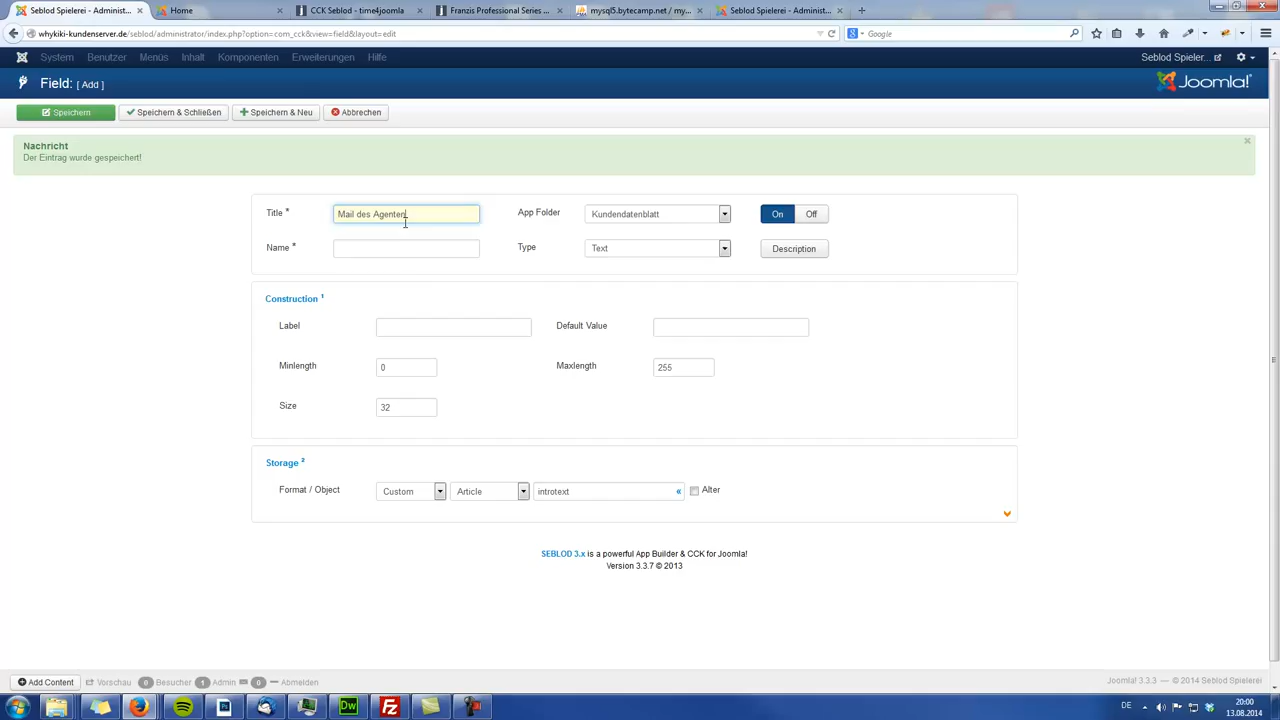 Seblod Spielerei - Administ...
Home
CCK Seblod - time4joomla
Franzis Professional Series ...
mysql5.bytecamp.net / my...
Seblod Spielerei - Administ...
whykiki-kundenserver.de/seblod/administrator/index.php?option=com_cck&view=field&layout=edit
Google
System Benutzer Menüs Inhalt Komponenten Erweiterungen Hilfe
Seblod Spieler...
Field: [ Add ]
Joomla!
Speichern
Speichern & Schließen
Speichern & Neu
Abbrechen
Nachricht
Der Eintrag wurde gespeichert!
Title * Mail des Agenten App Folder Kundendatenblatt On Off
Name * Type Text Description
Construction 1
Label Default Value
Minlength 0 Maxlength 255
Size 32
Storage 2
Format / Object Custom Article introtext « Alter
SEBLOD 3.x is a powerful App Builder & CCK for Joomla!
Version 3.3.7 © 2013
Add Content Vorschau 0 Besucher 1 Admin 0 Abmelden
Joomla! 3.3.3 — © 2014 Seblod Spielerei
Dw
DE
20:00
13.08.2014